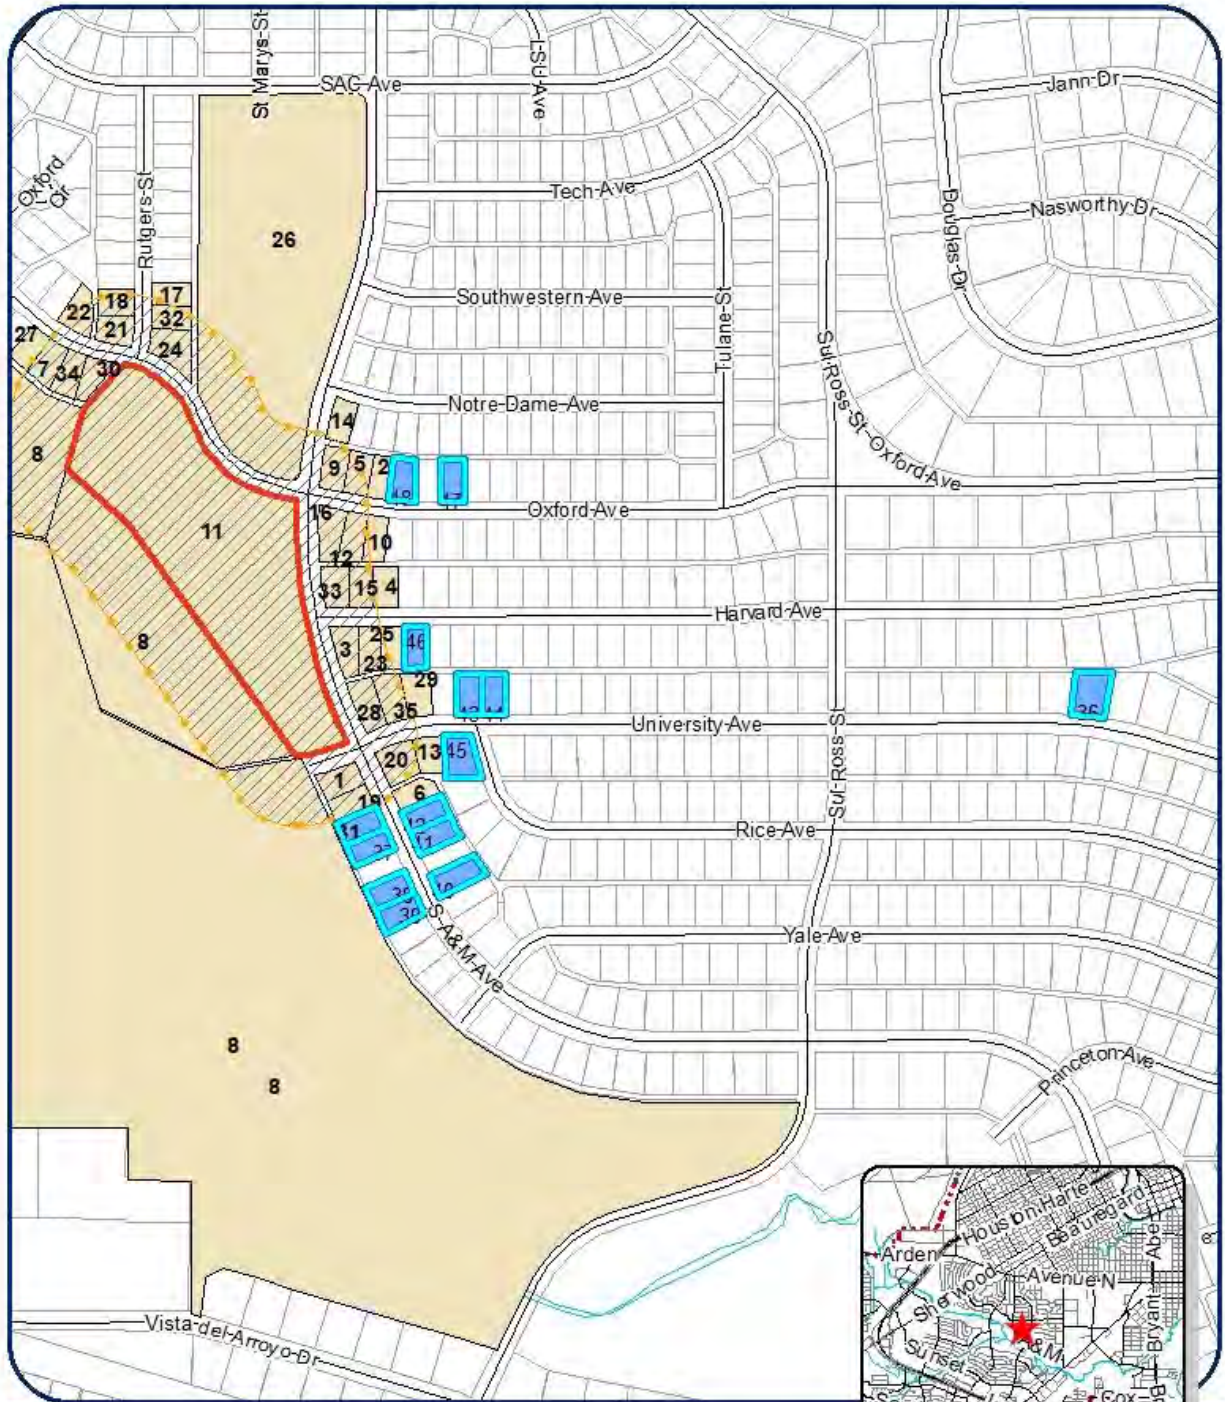 St Marys St
SAC Ave
LSU Ave
Jann Dr
Oxford Cir
Rutgers St
Tech Ave
Douglas Dr
Nasworthy Dr
26
Southwestern Ave
Tulane St
22
18
17
32
21
27
24
7
34
30
Sul Ross St
Oxford Ave
Notre Dame Ave
14
8
9
5
2
16
Oxford Ave
11
10
12
33
15
4
Harvard Ave
8
3
25
23
46
29
28
35
36
University Ave
Sul Ross St
20
13
45
1
19
6
Rice Ave
S A&M Ave
Yale Ave
8
8
Princeton Ave
Vista del Arroyo Dr
Houston Harte
Beauregard
Arden
Abe
Avenue N
Sherwood
Bryant
Sunset
A&M
Cox